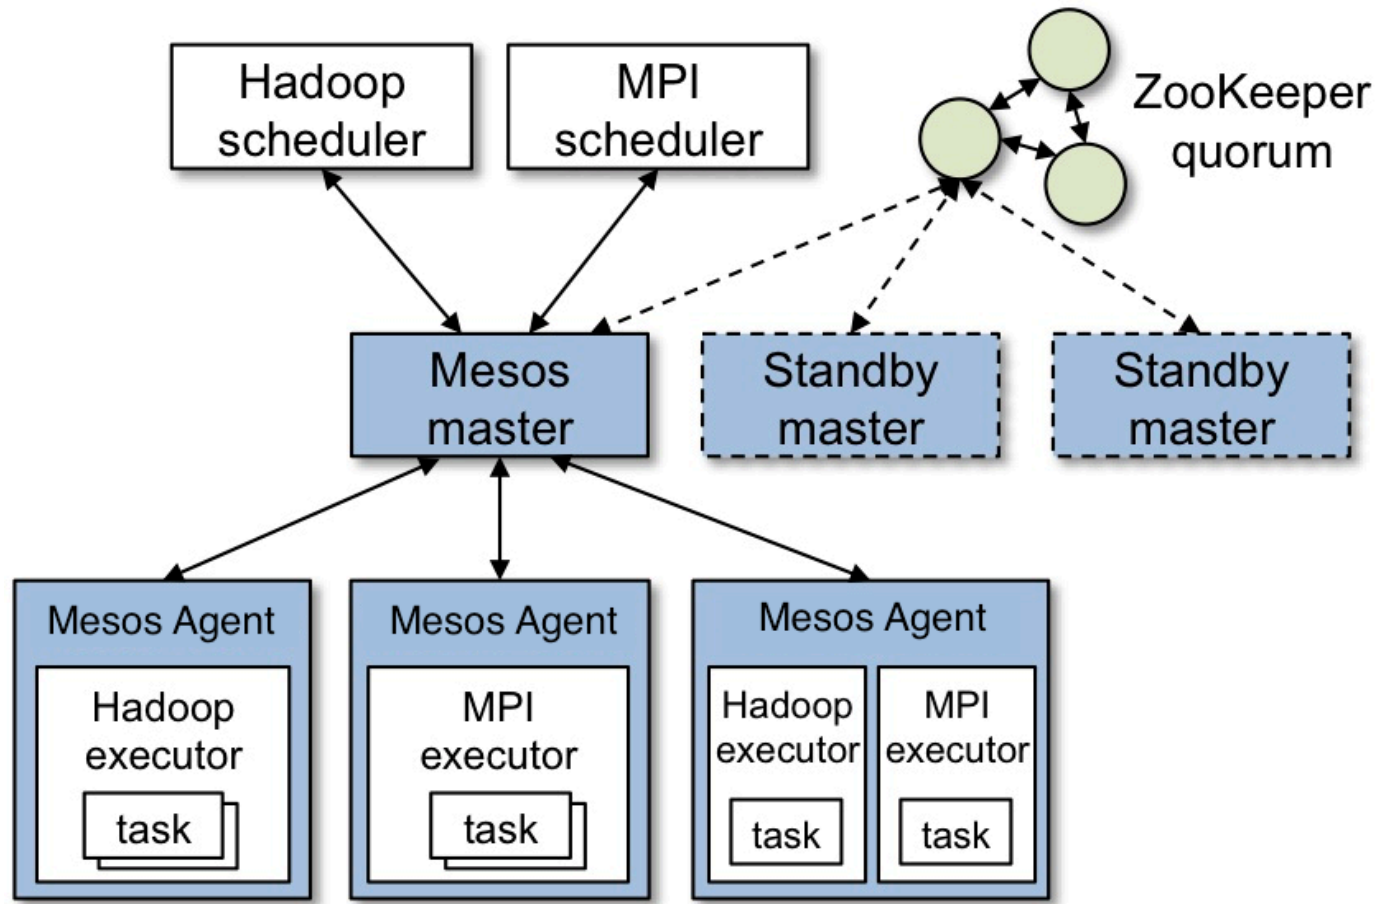 Hadoop
scheduler
MPI
scheduler
ZooKeeper
quorum
Mesos
master
Standby
master
Standby
master
Mesos Agent
Hadoop
executor
task
Mesos Agent
MPI
executor
task
Mesos Agent
Hadoop
executor
task
MPI
executor
task